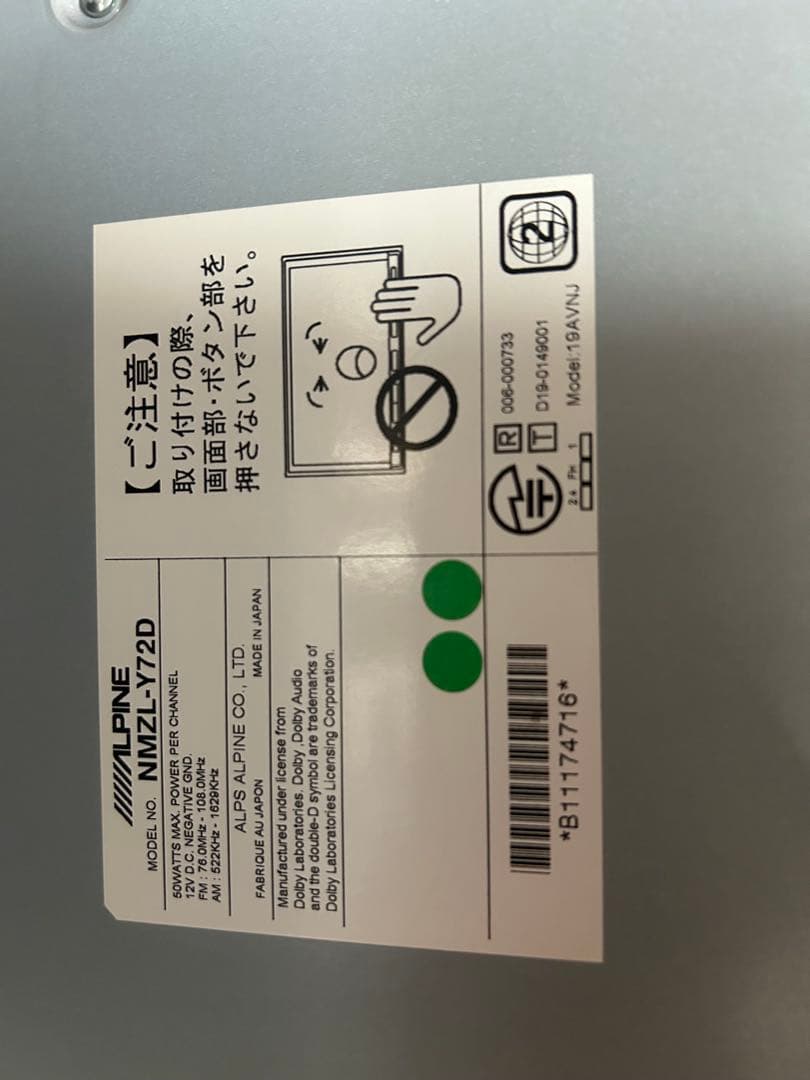 ALPINE
MODEL NO. NMZL-Y72D
50WATTS MAX. POWER PER CHANNEL
12V D.C. NEGATIVE GND.
FM : 76.0MHz - 108.0MHz
AM : 522KHz - 1629KHz
ALPS ALPINE CO., LTD.
FABRIQUE AU JAPON MADE IN JAPAN
Manufactured under license from
Dolby Laboratories. Dolby ,Dolby Audio
and the double-D symbol are trademarks of
Dolby Laboratories Licensing Corporation.
*B11174716*
【ご注意】
取り付けの際、
画面部・ボタン部を
押さないで下さい。
R 006-000733
T D19-0149001
24 Pin 1
Model:19AVNJ
2